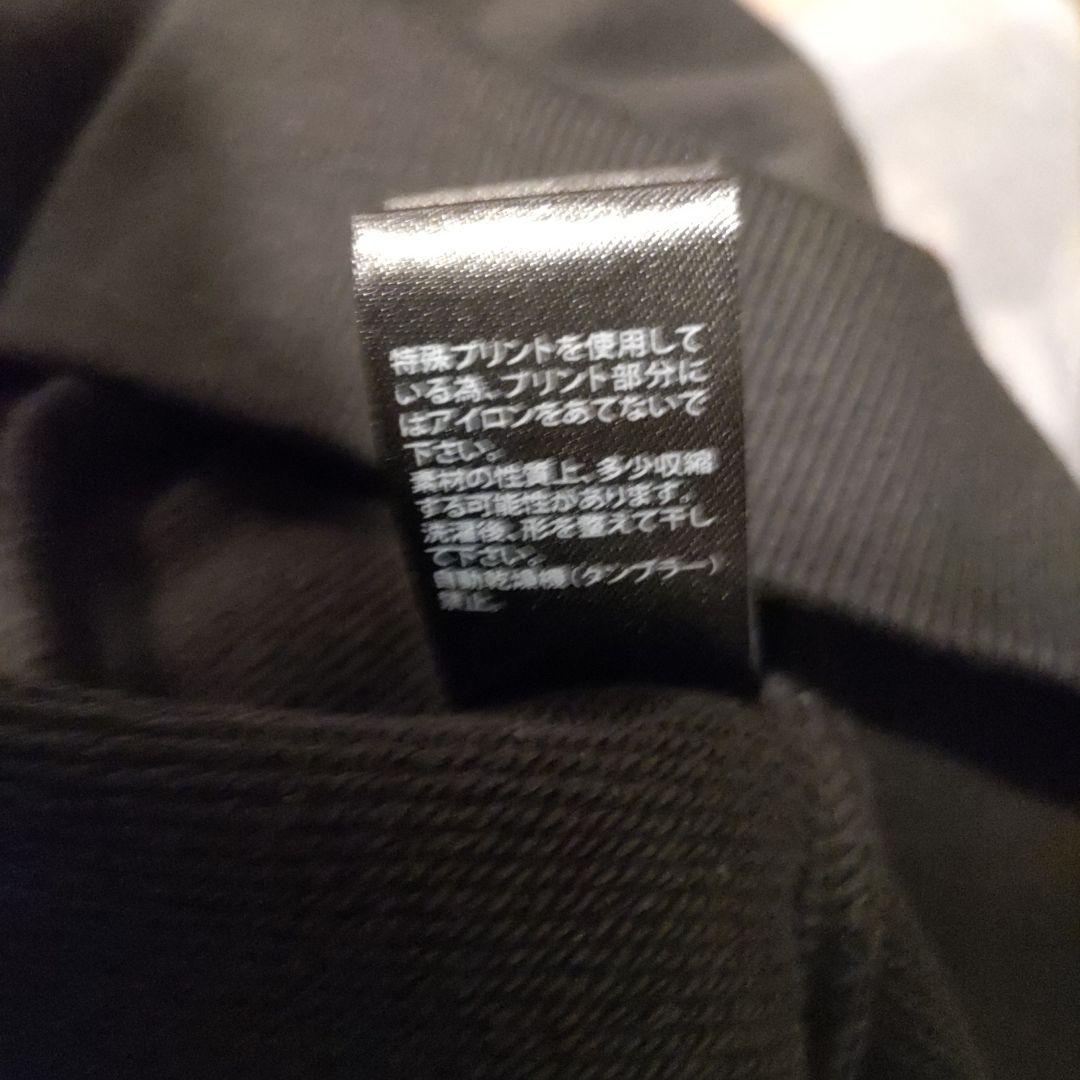 特殊プリントを使用して
いる為、プリント部分に
はアイロンをあてないで
下さい。
素材の性質上、多少収縮
する可能性があります。
洗濯後、形を整えて干し
て下さい。
自動乾燥機(タンブラー)
禁止。